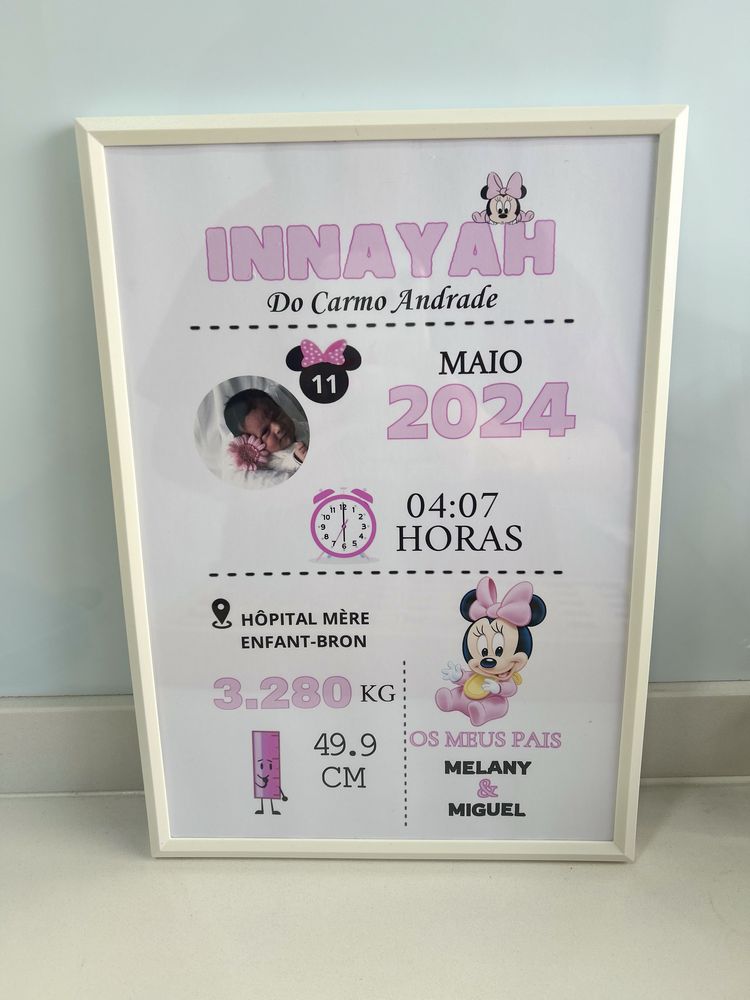 INNAYAH
Do Carmo Andrade
11
MAIO
2024
04:07
HORAS
HÔPITAL MÈRE
ENFANT-BRON
3.280 KG
49.9
CM
OS MEUS PAIS
MELANY
&
MIGUEL